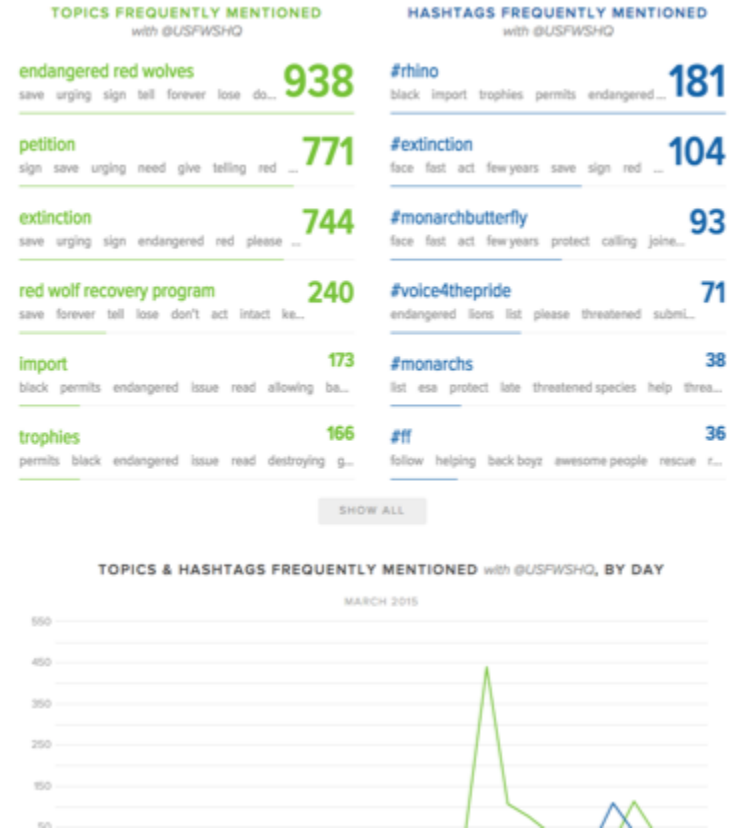 TOPICS FREQUENTLY MENTIONED
with @USFWSHQ
endangered red wolves 938
save urging sign tell forever lose do...
petition 771
sign save urging need give telling red ...
extinction 744
save urging sign endangered red please ...
red wolf recovery program 240
save forever tell lose don't act intact ke...
import 173
black permits endangered issue read allowing ba...
trophies 166
permits black endangered issue read destroying g...
HASHTAGS FREQUENTLY MENTIONED
with @USFWSHQ
#rhino 181
black import trophies permits endangered...
#extinction 104
face fast act few years save sign red ...
#monarchbutterfly 93
face fast act few years protect calling joine...
#voice4thepride 71
endangered lions list please threatened submi...
#monarchs 38
list esa protect late threatened species help threa...
#ff 36
follow helping back boyz awesome people rescue r...
SHOW ALL
TOPICS & HASHTAGS FREQUENTLY MENTIONED with @USFWSHQ, BY DAY
MARCH 2015
550
450
350
250
150
50